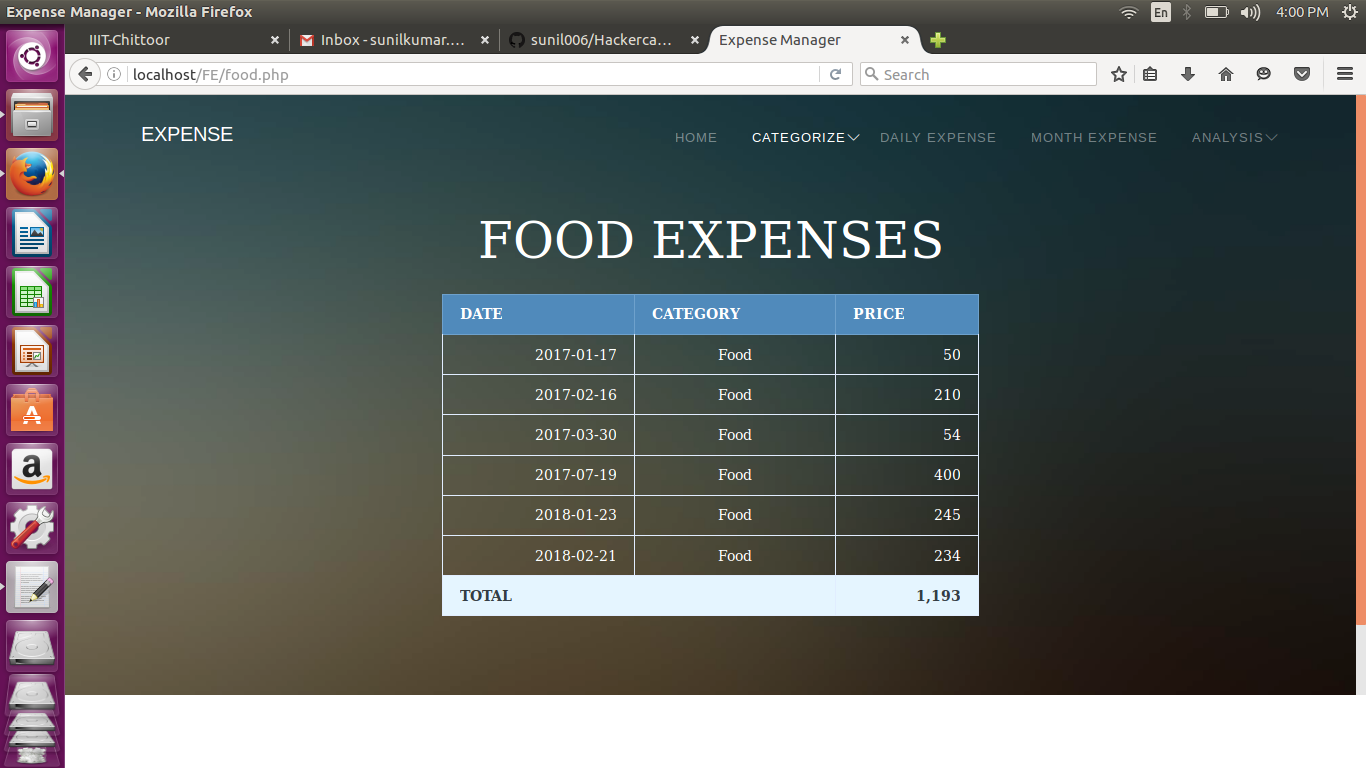 Expense Manager - Mozilla Firefox En 4:00 PM
IIIT-Chittoor Inbox - sunilkumar.... sunil006/Hackerca... Expense Manager
localhost/FE/food.php Search
EXPENSE HOME CATEGORIZE DAILY EXPENSE MONTH EXPENSE ANALYSIS
FOOD EXPENSES
DATE CATEGORY PRICE
2017-01-17 Food 50
2017-02-16 Food 210
2017-03-30 Food 54
2017-07-19 Food 400
2018-01-23 Food 245
2018-02-21 Food 234
TOTAL 1,193